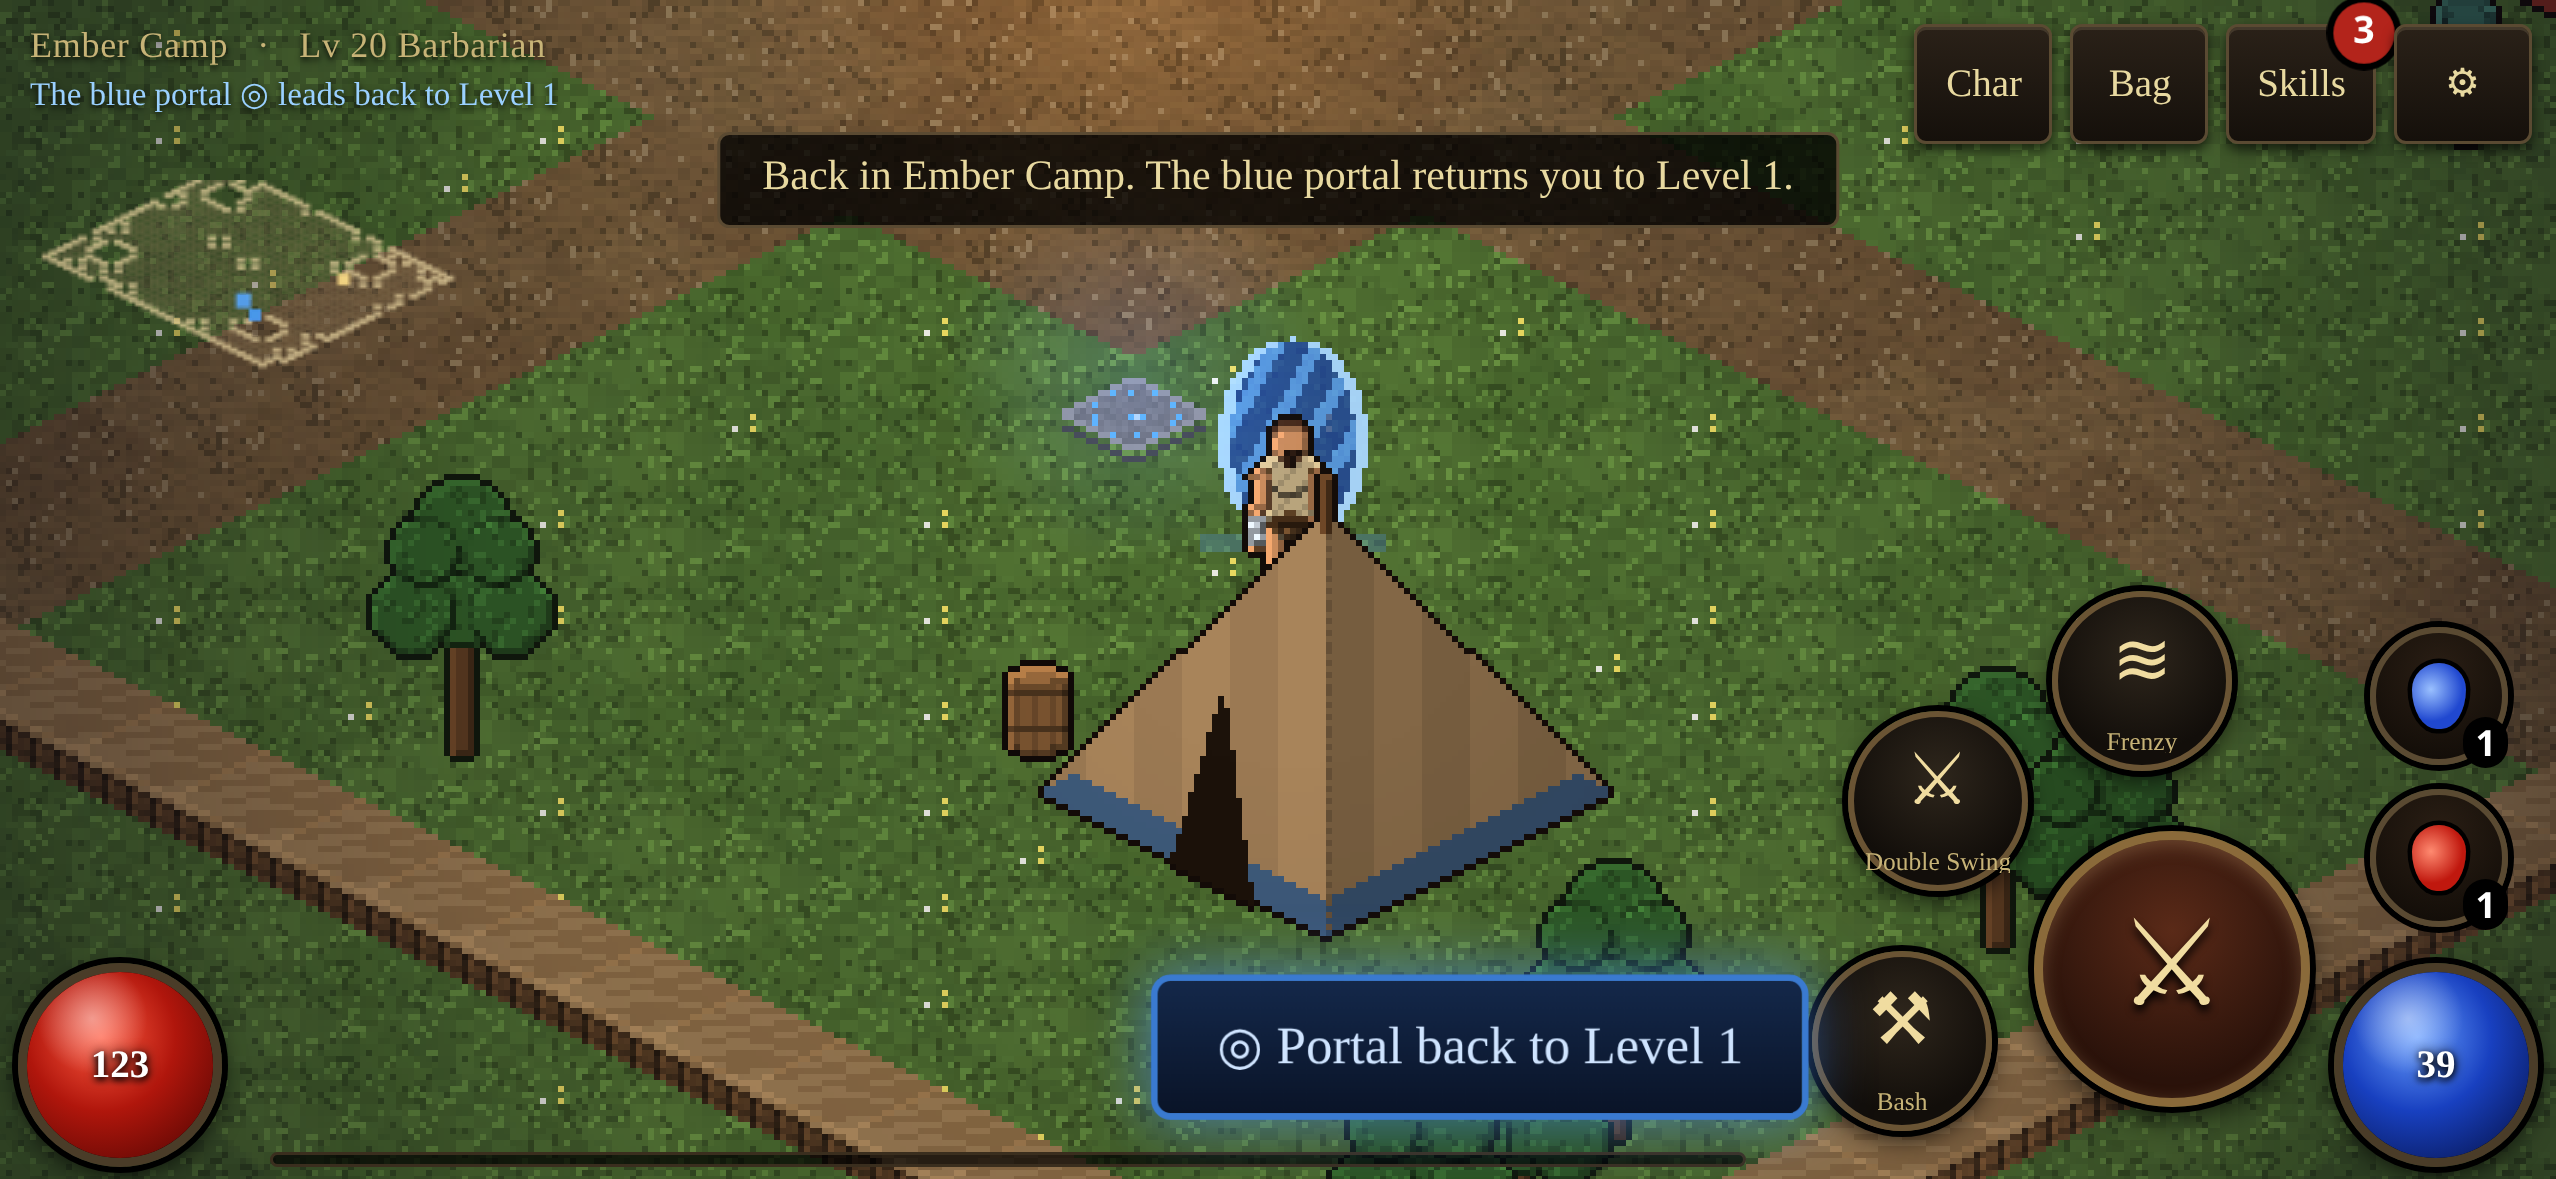 Ember Camp · Lv 20 Barbarian
The blue portal ◎ leads back to Level 1
Char
Bag
Skills
3
⚙
Back in Ember Camp. The blue portal returns you to Level 1.
Frenzy
1
Double Swing
1
◎ Portal back to Level 1
Bash
123
39